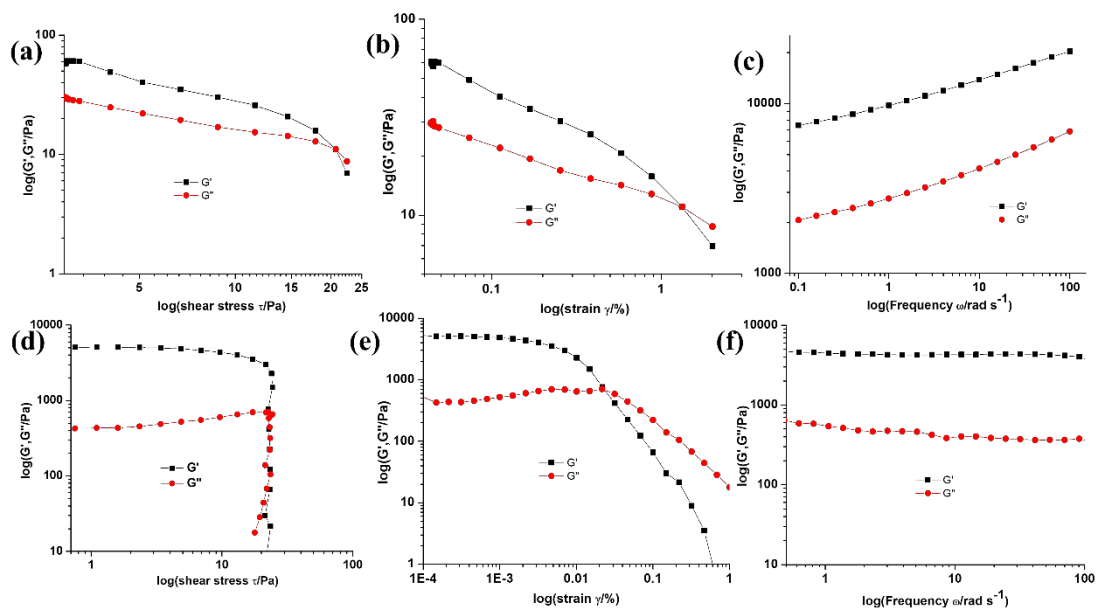 (a)
log(G',G''/Pa)
100
10
1
5
10
15
20
25
G'
G''
log(shear stress τ/Pa)
(b)
log(G',G''/Pa)
100
10
0.1
1
G'
G''
log(strain γ/%)
(c)
log(G',G''/Pa)
10000
1000
0.1
1
10
100
G'
G''
log(Frequency ω/rad s⁻¹)
(d)
log(G',G''/Pa)
10000
1000
100
10
1
10
100
G'
G''
log(shear stress τ/Pa)
(e)
log(G',G''/Pa)
10000
1000
100
10
1
1E-4
1E-3
0.01
0.1
1
G'
G''
log(strain γ/%)
(f)
log(G',G''/Pa)
10000
1000
100
10
1
10
100
G'
G''
log(Frequency ω/rad s⁻¹)